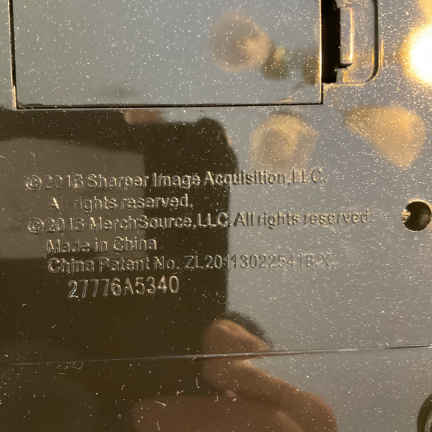 © 2013 Sharper Image Acquisition, LLC.
All rights reserved.
© 2013 MerchSource, LLC. All rights reserved
Made in China
China Patent No.
27776A5340